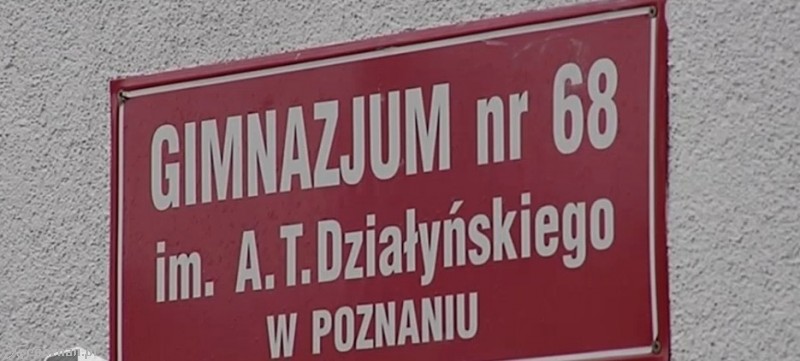 GIMNAZJUM nr 68
im. A.T.Działyńskiego
W POZNANIU